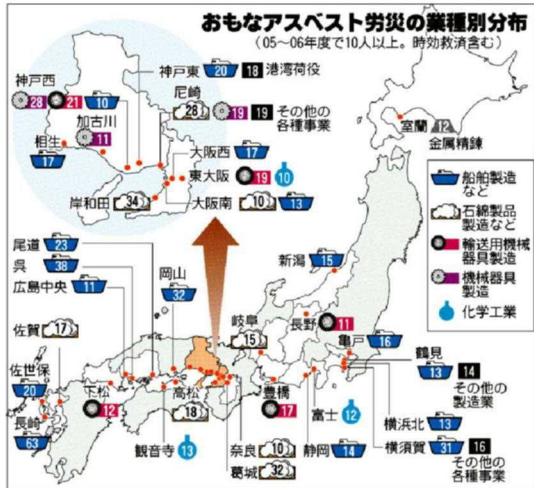 おもなアスベスト労災の業種別分布
(05～06年度で10人以上。時効救済含む)
神戸東 20 18 港湾荷役
神戸西 28 21 10
尼崎 28 19 19 その他の各種事業
加古川 11
相生 17
大阪西 17
東大阪 19 10
岸和田 34
大阪南 10 13
室蘭 12
金属精錬
船舶製造
など
石綿製品
製造など
輸送用機械
器具製造
機械器具
製造
化学工業
尾道 23
呉 38
広島中央 11
岡山 32
新潟 15
長野 11
岐阜 15
亀戸 16
鶴見 13 14
その他の
製造業
佐賀 17
佐世保 20
長崎 63
下松 12
高松 18
観音寺 13
豊橋 17
富士 12
静岡 14
横浜北 13
横須賀 31 16
その他の
各種事業
奈良 10
葛城 32